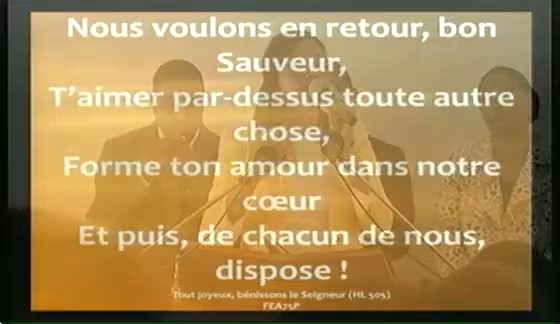 Nous voulons en retour, bon
Sauveur,
T'aimer par-dessus toute autre
chose,
Forme ton amour dans notre
cœur
Et puis, de chacun de nous,
dispose !
Tout joyeux, bénissons le Seigneur (HL 505)
FEA75P